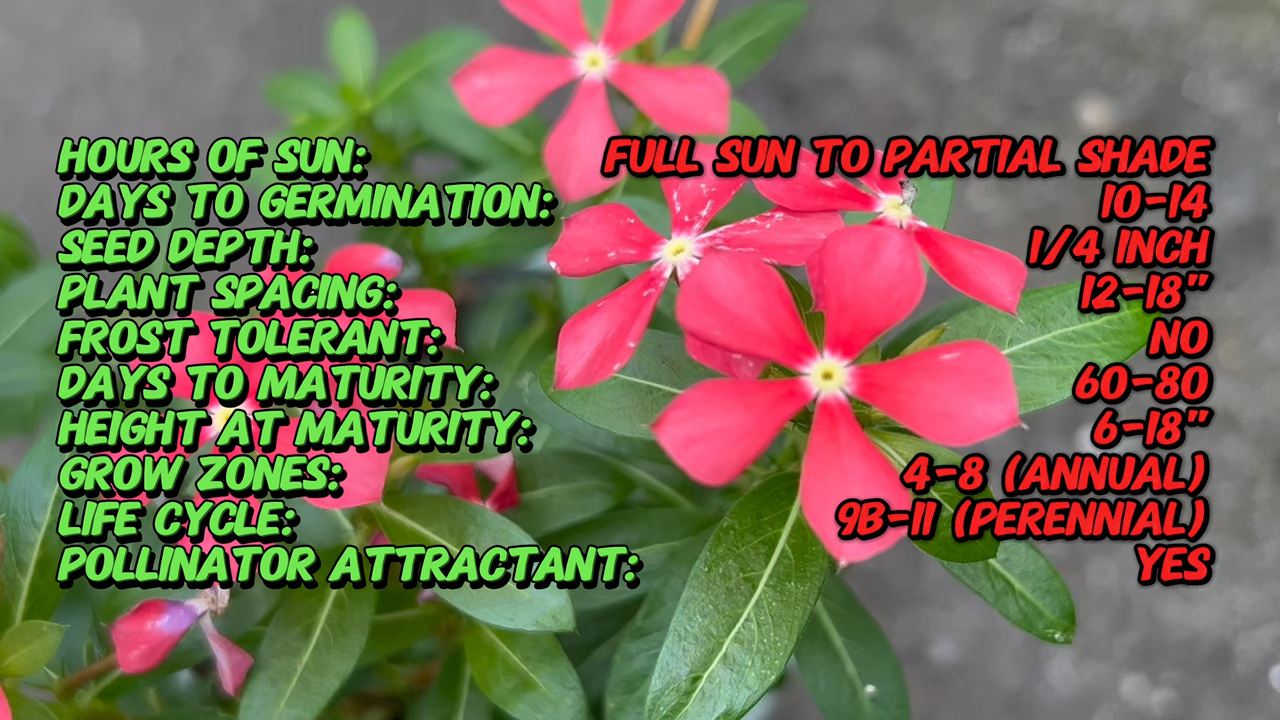 HOURS OF SUN: FULL SUN TO PARTIAL SHADE
DAYS TO GERMINATION: 10-14
SEED DEPTH: 1/4 INCH
PLANT SPACING: 12-18"
FROST TOLERANT: NO
DAYS TO MATURITY: 60-80
HEIGHT AT MATURITY: 6-18"
GROW ZONES: 4-8 (ANNUAL)
LIFE CYCLE: 9B-11 (PERENNIAL)
POLLINATOR ATTRACTANT: YES